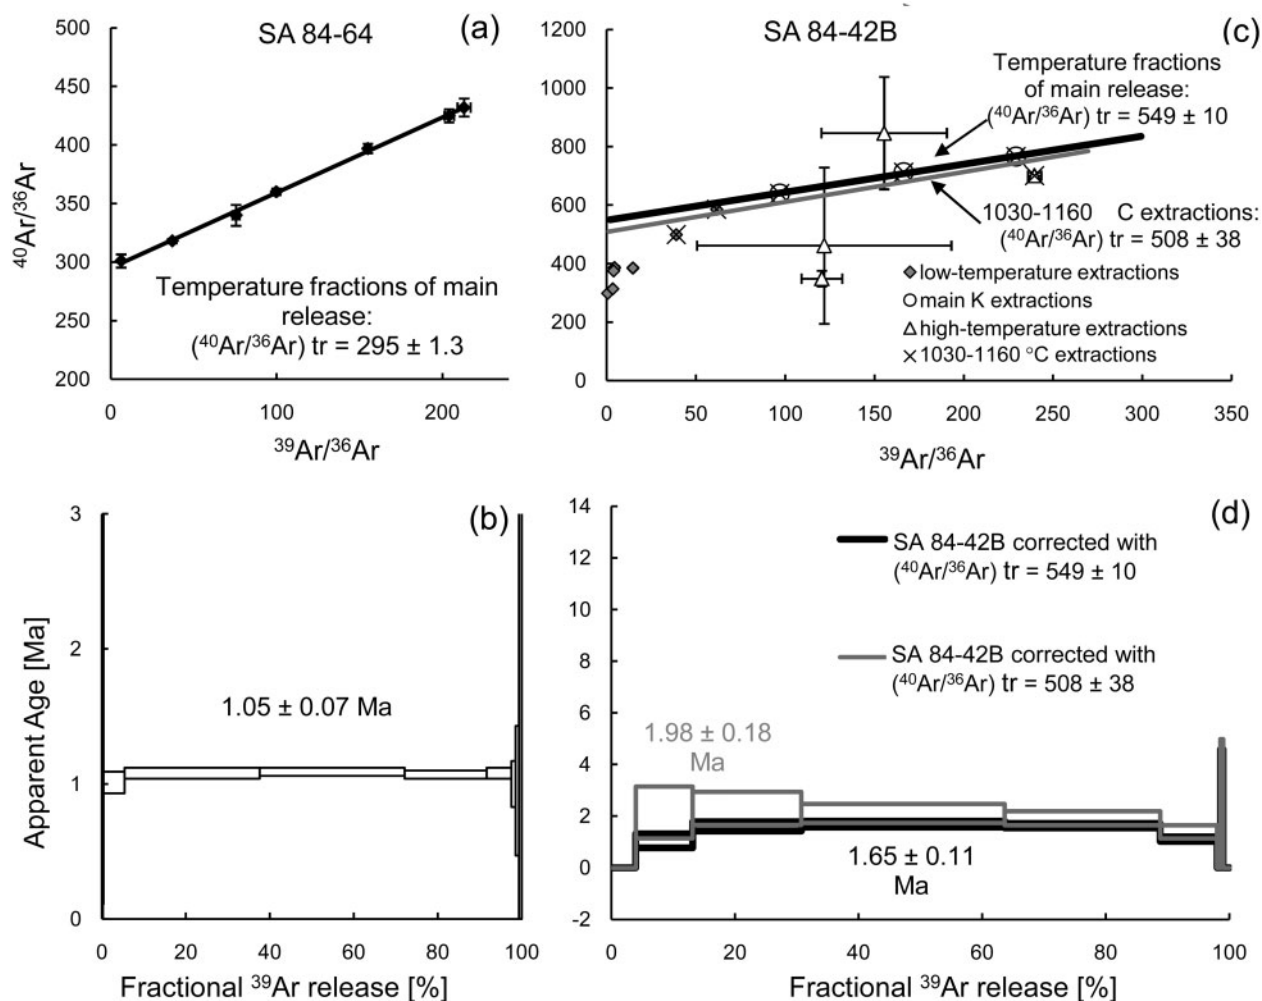 (a)
SA 84-64
500
450
400
350
300
250
200
⁴⁰Ar/³⁶Ar
Temperature fractions of main
release:
(⁴⁰Ar/³⁶Ar) tr = 295 ± 1.3
0
100
200
³⁹Ar/³⁶Ar
(c)
SA 84-42B
1200
1000
800
600
400
200
0
Temperature fractions
of main release:
(⁴⁰Ar/³⁶Ar) tr = 549 ± 10
1030-1160 C extractions:
(⁴⁰Ar/³⁶Ar) tr = 508 ± 38
low-temperature extractions
main K extractions
high-temperature extractions
1030-1160 °C extractions
0
50
100
150
200
250
300
350
³⁹Ar/³⁶Ar
(b)
3
2
1
0
Apparent Age [Ma]
1.05 ± 0.07 Ma
0
20
40
60
80
100
Fractional ³⁹Ar release [%]
(d)
14
12
10
8
6
4
2
0
-2
SA 84-42B corrected with
(⁴⁰Ar/³⁶Ar) tr = 549 ± 10
SA 84-42B corrected with
(⁴⁰Ar/³⁶Ar) tr = 508 ± 38
1.98 ± 0.18
Ma
1.65 ± 0.11
Ma
0
20
40
60
80
100
Fractional ³⁹Ar release [%]